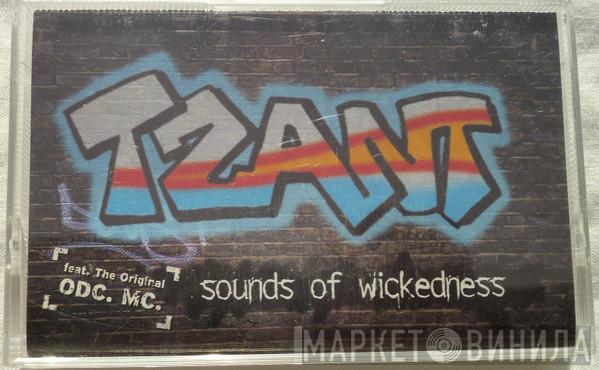 TZANT
feat. The Original
ODC. MC.
sounds of wickedness
МАРКЕТ ВИНИЛА